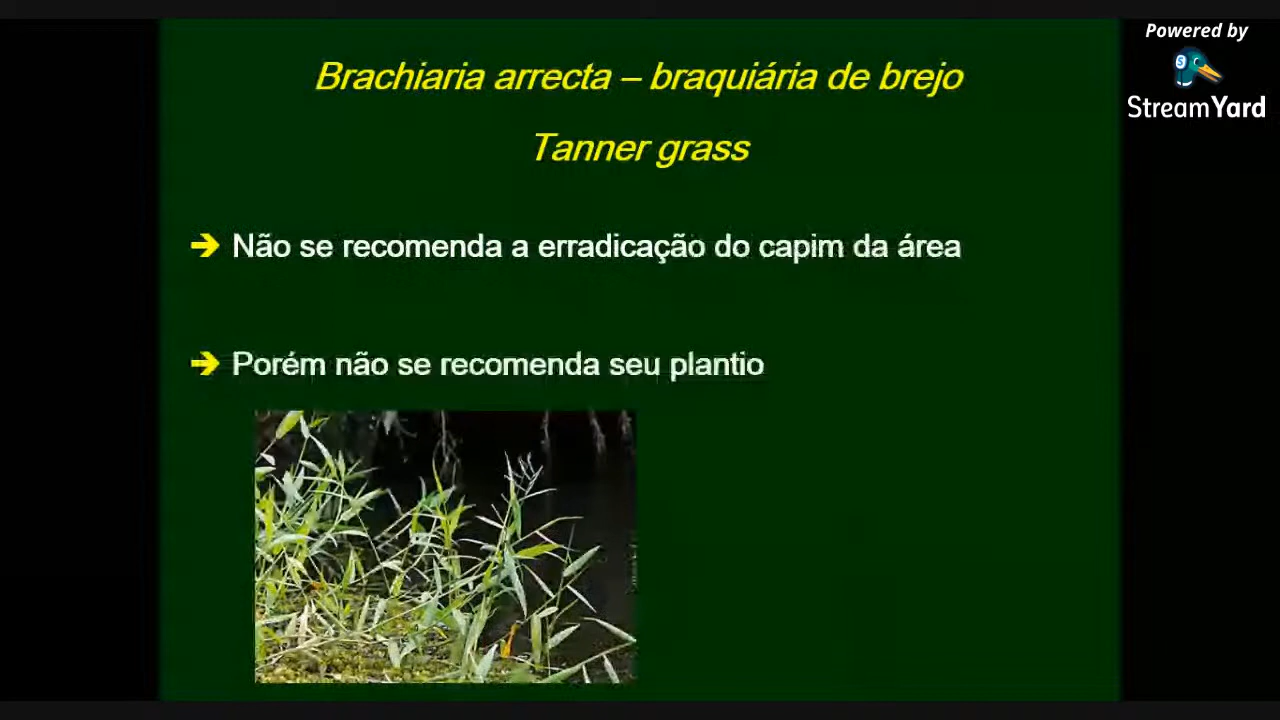 Powered by
StreamYard
Brachiaria arrecta – braquiária de brejo
Tanner grass
➔ Não se recomenda a erradicação do capim da área
➔ Porém não se recomenda seu plantio